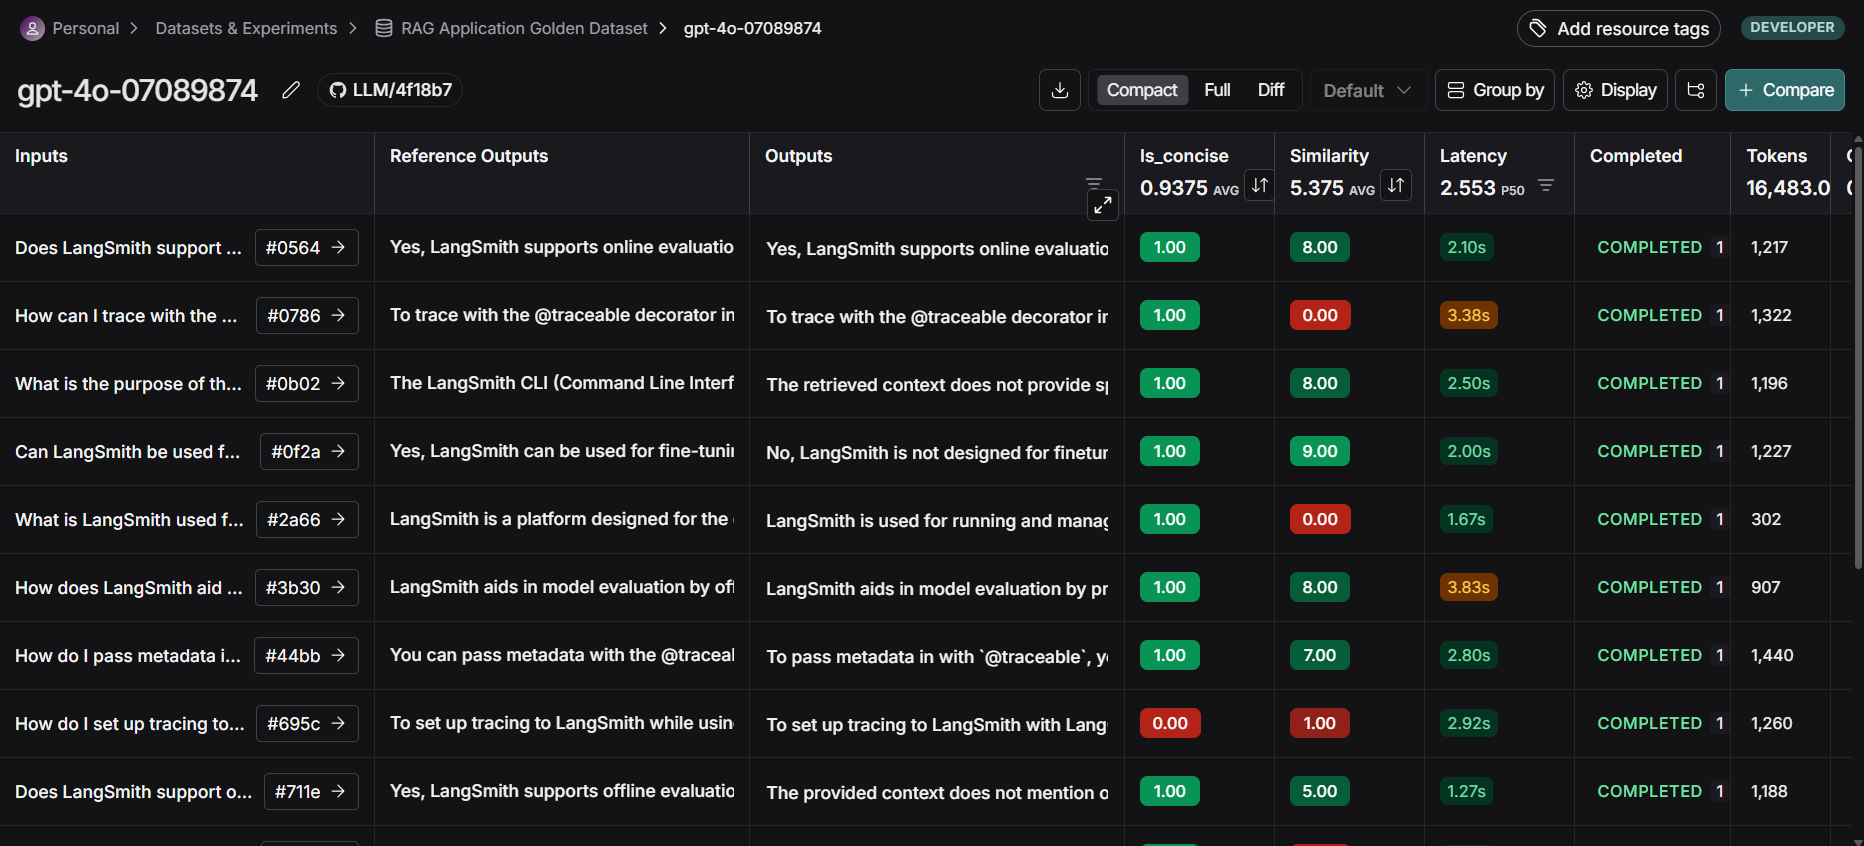 Personal > Datasets & Experiments > RAG Application Golden Dataset > gpt-4o-07089874
Add resource tags
DEVELOPER
gpt-4o-07089874
LLM/4f18b7
Compact Full Diff
Default
Group by
Display
+ Compare
Inputs Reference Outputs Outputs Is_concise Similarity Latency Completed Tokens
0.9375 AVG 5.375 AVG 2.553 P50 16,483.0
Does LangSmith support ... #0564 → Yes, LangSmith supports online evaluatio Yes, LangSmith supports online evaluatio 1.00 8.00 2.10s COMPLETED 1 1,217
How can I trace with the ... #0786 → To trace with the @traceable decorator in To trace with the @traceable decorator in 1.00 0.00 3.38s COMPLETED 1 1,322
What is the purpose of th... #0b02 → The LangSmith CLI (Command Line Interf The retrieved context does not provide sp 1.00 8.00 2.50s COMPLETED 1 1,196
Can LangSmith be used f... #0f2a → Yes, LangSmith can be used for fine-tuni No, LangSmith is not designed for finetur 1.00 9.00 2.00s COMPLETED 1 1,227
What is LangSmith used f... #2a66 → LangSmith is a platform designed for the LangSmith is used for running and manag 1.00 0.00 1.67s COMPLETED 1 302
How does LangSmith aid ... #3b30 → LangSmith aids in model evaluation by off LangSmith aids in model evaluation by pr 1.00 8.00 3.83s COMPLETED 1 907
How do I pass metadata i... #44bb → You can pass metadata with the @traceal To pass metadata in with `@traceable`, yo 1.00 7.00 2.80s COMPLETED 1 1,440
How do I set up tracing to... #695c → To set up tracing to LangSmith while usin To set up tracing to LangSmith with Lang 0.00 1.00 2.92s COMPLETED 1 1,260
Does LangSmith support o... #711e → Yes, LangSmith supports offline evaluatio The provided context does not mention o 1.00 5.00 1.27s COMPLETED 1 1,188